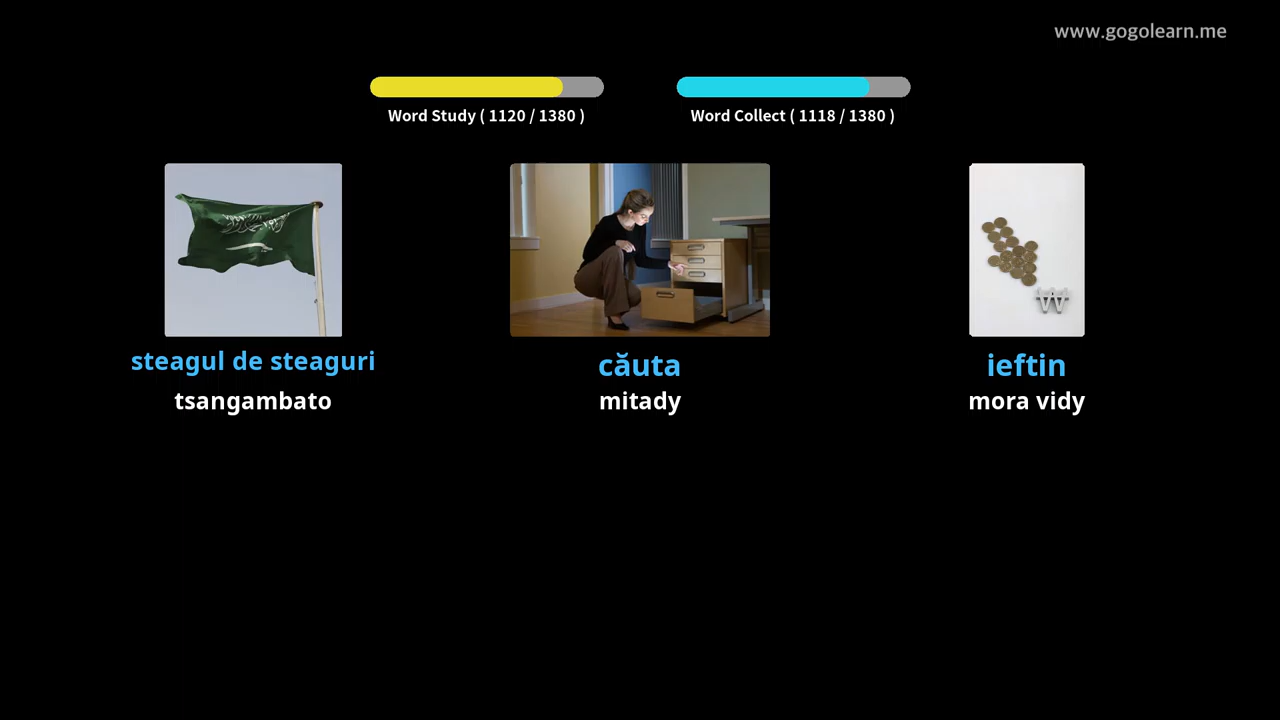 www.gogolearn.me
Word Study ( 1120 / 1380 )
Word Collect ( 1118 / 1380 )
steagul de steaguri
tsangambato
căuta
mitady
ieftin
mora vidy